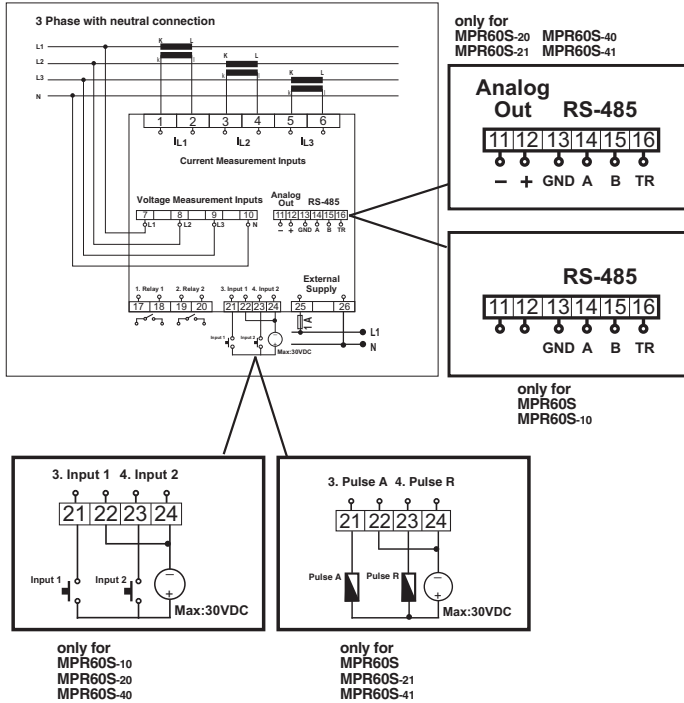 3 Phase with neutral connection
K L K L K L
k l k l k l
L1
L2
L3
N
1 2 3 4 5 6
IL1 IL2 IL3
Current Measurement Inputs
Voltage Measurement Inputs
7 8 9 10
L1 L2 L3 N
Analog Out RS-485
11 12 13 14 15 16
– + GND A B TR
1. Relay 1 2. Relay 2 3. Input 1 4. Input 2
External Supply
17 18 19 20 21 22 23 24 25 26
1 A
L1
N
Input 1 Input 2
Max:30VDC
only for
MPR60S-20 MPR60S-40
MPR60S-21 MPR60S-41
Analog
Out RS-485
11 12 13 14 15 16
– + GND A B TR
RS-485
11 12 13 14 15 16
GND A B TR
only for
MPR60S
MPR60S-10
3. Input 1 4. Input 2
21 22 23 24
Input 1 Input 2
– +
Max:30VDC
only for
MPR60S-10
MPR60S-20
MPR60S-40
3. Pulse A 4. Pulse R
21 22 23 24
Pulse A Pulse R
– +
Max:30VDC
only for
MPR60S
MPR60S-21
MPR60S-41